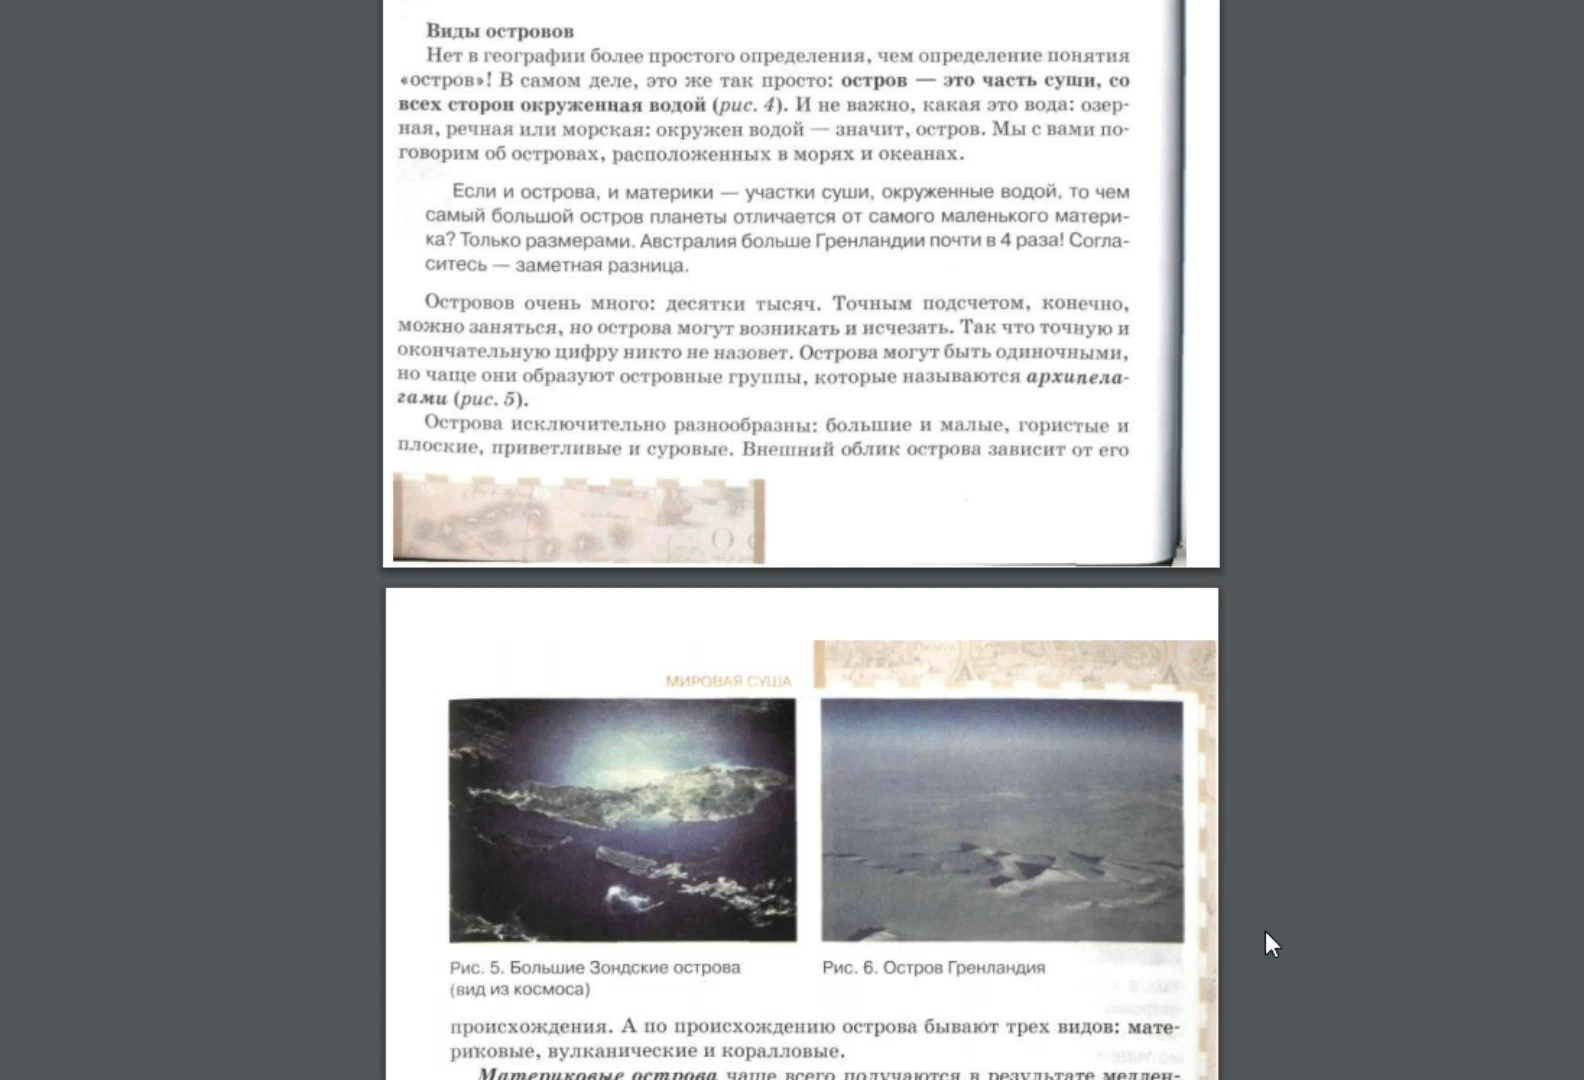 Виды островов
Нет в географии более простого определения, чем определение понятия
«остров»! В самом деле, это же так просто: остров — это часть суши, со
всех сторон окруженная водой (рис. 4). И не важно, какая это вода: озер-
ная, речная или морская: окружен водой — значит, остров. Мы с вами по-
говорим об островах, расположенных в морях и океанах.
Если и острова, и материки — участки суши, окруженные водой, то чем
самый большой остров планеты отличается от самого маленького матери-
ка? Только размерами. Австралия больше Гренландии почти в 4 раза! Согла-
ситесь — заметная разница.
Островов очень много: десятки тысяч. Точным подсчетом, конечно,
можно заняться, но острова могут возникать и исчезать. Так что точную и
окончательную цифру никто не назовет. Острова могут быть одиночными,
но чаще они образуют островные группы, которые называются архипела-
гами (рис. 5).
Острова исключительно разнообразны: большие и малые, гористые и
плоские, приветливые и суровые. Внешний облик острова зависит от его
МИРОВАЯ СУША
Рис. 5. Большие Зондские острова
(вид из космоса)
Рис. 6. Остров Гренландия
происхождения. А по происхождению острова бывают трех видов: мате-
риковые, вулканические и коралловые.
Материковые острова чаще всего получаются в результате медлен-